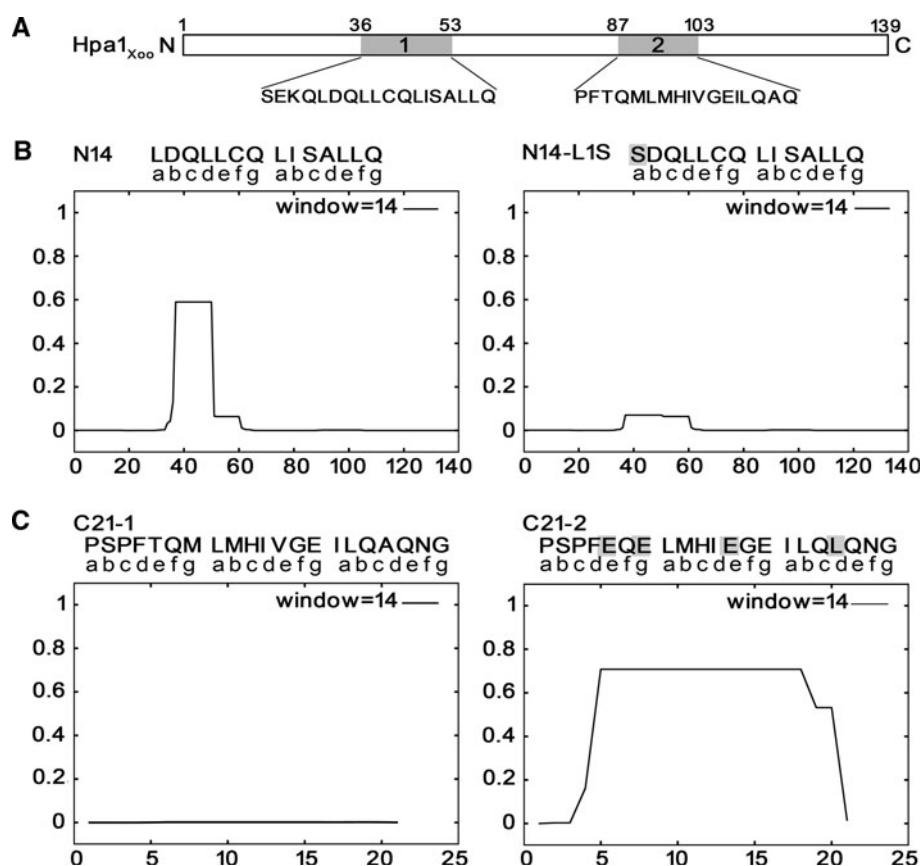 A
1 36 53 87 103 139
Hpa1Xoo N 1 2 C
SEKQLDQLLCQLISALLQ PFTQMLMHIVGEILQAQ
B
N14 LDQLLCQ LISALLQ
abcdefg abcdefg
window=14
1
0.8
0.6
0.4
0.2
0
0 20 40 60 80 100 120 140
N14-L1S SDQLLCQ LISALLQ
abcdefg abcdefg
window=14
1
0.8
0.6
0.4
0.2
0
0 20 40 60 80 100 120 140
C
C21-1
PSPFTQM LMHIVGE ILQAQNG
abcdefg abcdefg abcdefg
window=14
1
0.8
0.6
0.4
0.2
0
0 5 10 15 20 25
C21-2
PSPFEQE LMHIEGE ILQLQNG
abcdefg abcdefg abcdefg
window=14
1
0.8
0.6
0.4
0.2
0
0 5 10 15 20 25